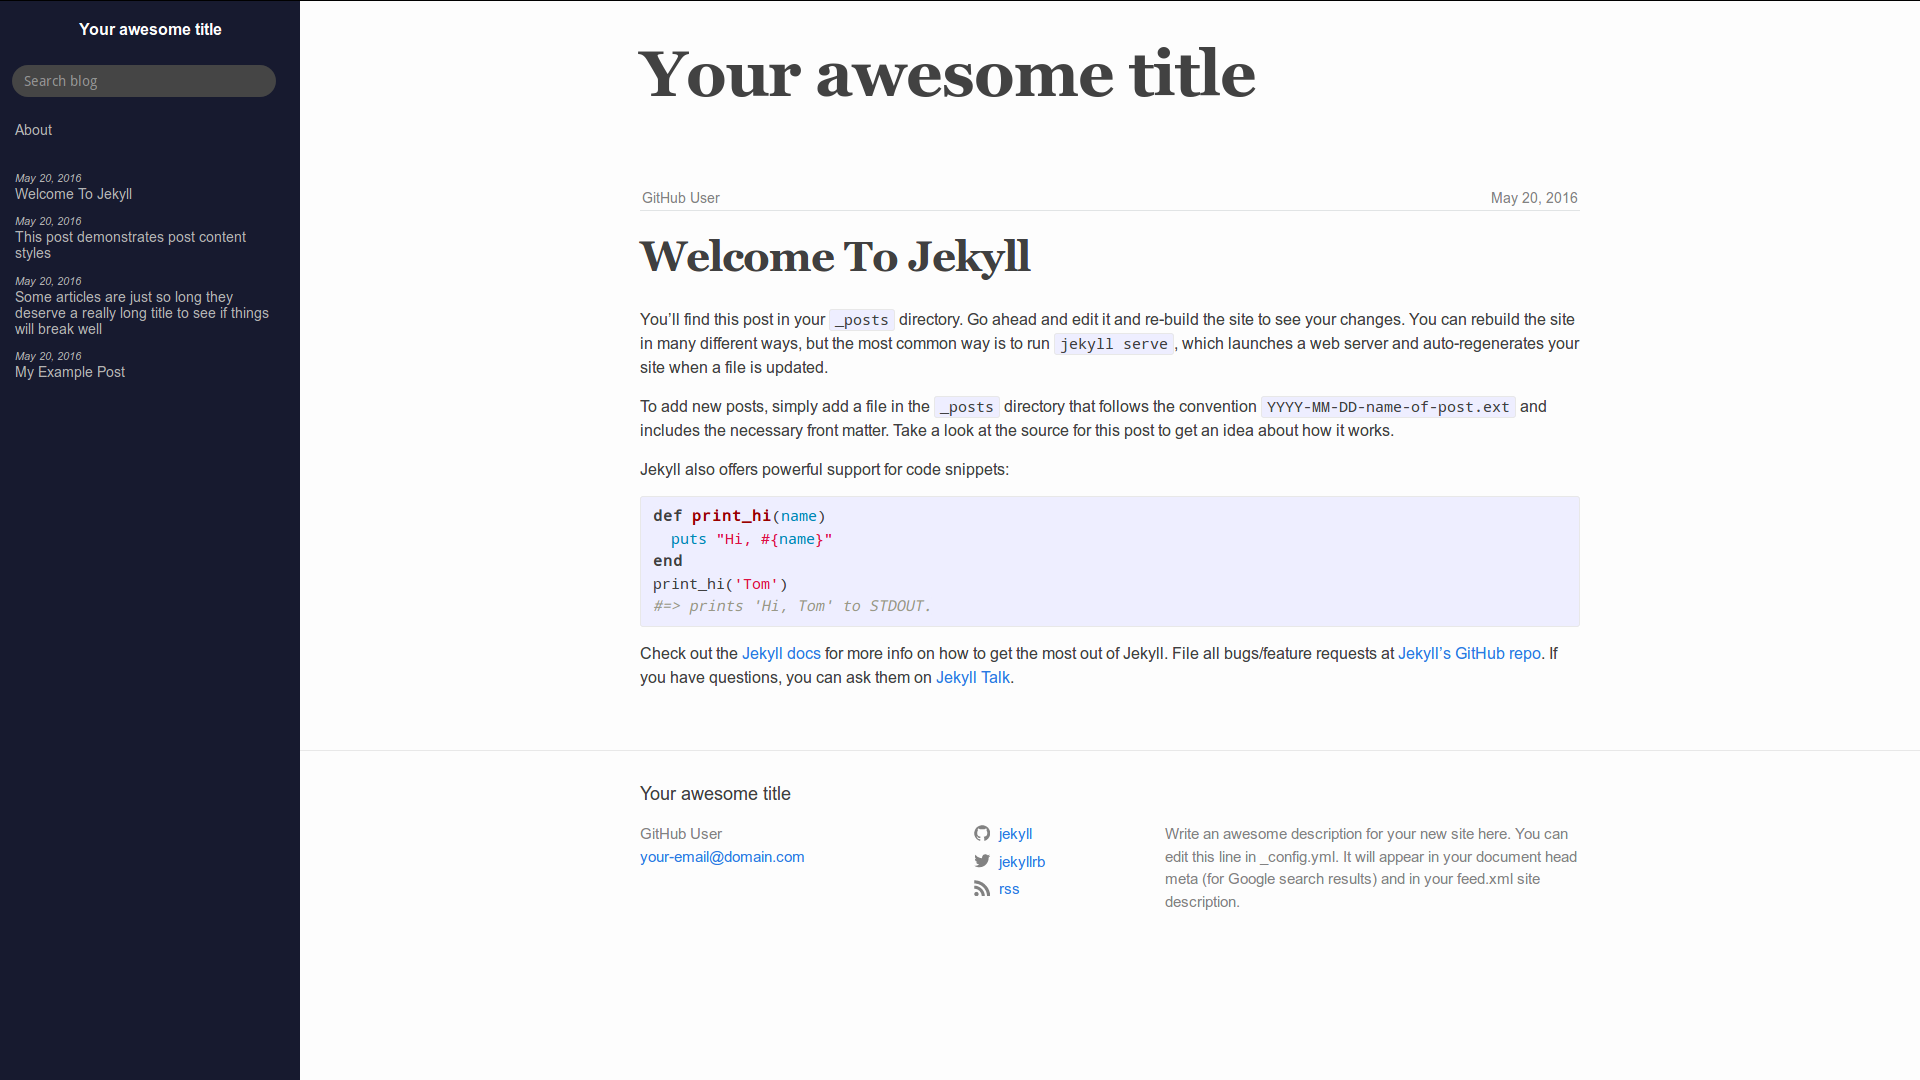 Your awesome title
Search blog
About
May 20, 2016
Welcome To Jekyll
May 20, 2016
This post demonstrates post content
styles
May 20, 2016
Some articles are just so long they
deserve a really long title to see if things
will break well
May 20, 2016
My Example Post
Your awesome title
GitHub User May 20, 2016
Welcome To Jekyll
You’ll find this post in your _posts directory. Go ahead and edit it and re-build the site to see your changes. You can rebuild the site
in many different ways, but the most common way is to run jekyll serve, which launches a web server and auto-regenerates your
site when a file is updated.
To add new posts, simply add a file in the _posts directory that follows the convention YYYY-MM-DD-name-of-post.ext and
includes the necessary front matter. Take a look at the source for this post to get an idea about how it works.
Jekyll also offers powerful support for code snippets:
def print_hi(name)
  puts "Hi, #{name}"
end
print_hi('Tom')
#=> prints 'Hi, Tom' to STDOUT.
Check out the Jekyll docs for more info on how to get the most out of Jekyll. File all bugs/feature requests at Jekyll’s GitHub repo. If
you have questions, you can ask them on Jekyll Talk.
Your awesome title
GitHub User
your-email@domain.com
jekyll
jekyllrb
rss
Write an awesome description for your new site here. You can
edit this line in _config.yml. It will appear in your document head
meta (for Google search results) and in your feed.xml site
description.